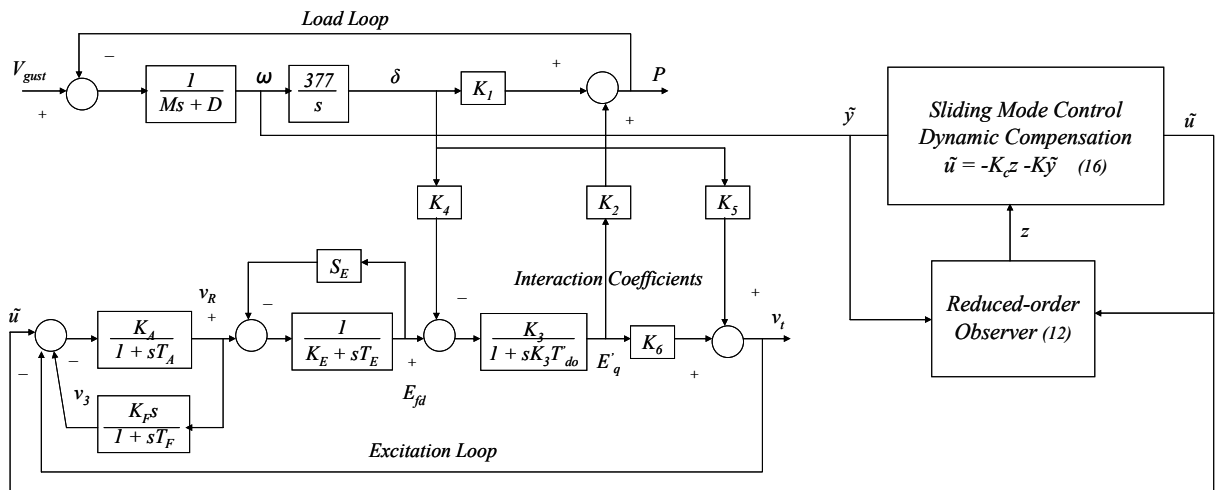 Load Loop
V_gust
+
−
1
Ms + D
ω
377
s
δ
K_1
+
+
P
ỹ
Sliding Mode Control
Dynamic Compensation
ũ = -K_c z -Kỹ (16)
ũ
K_4
K_2
K_5
z
Reduced-order
Observer (12)
Interaction Coefficients
S_E
ũ
−
−
K_A
1 + sT_A
v_R
+
−
1
K_E + sT_E
+
E_fd
−
K_3
1 + sK_3T'_do
E'_q
K_6
+
+
v_t
v_3
K_F s
1 + sT_F
Excitation Loop